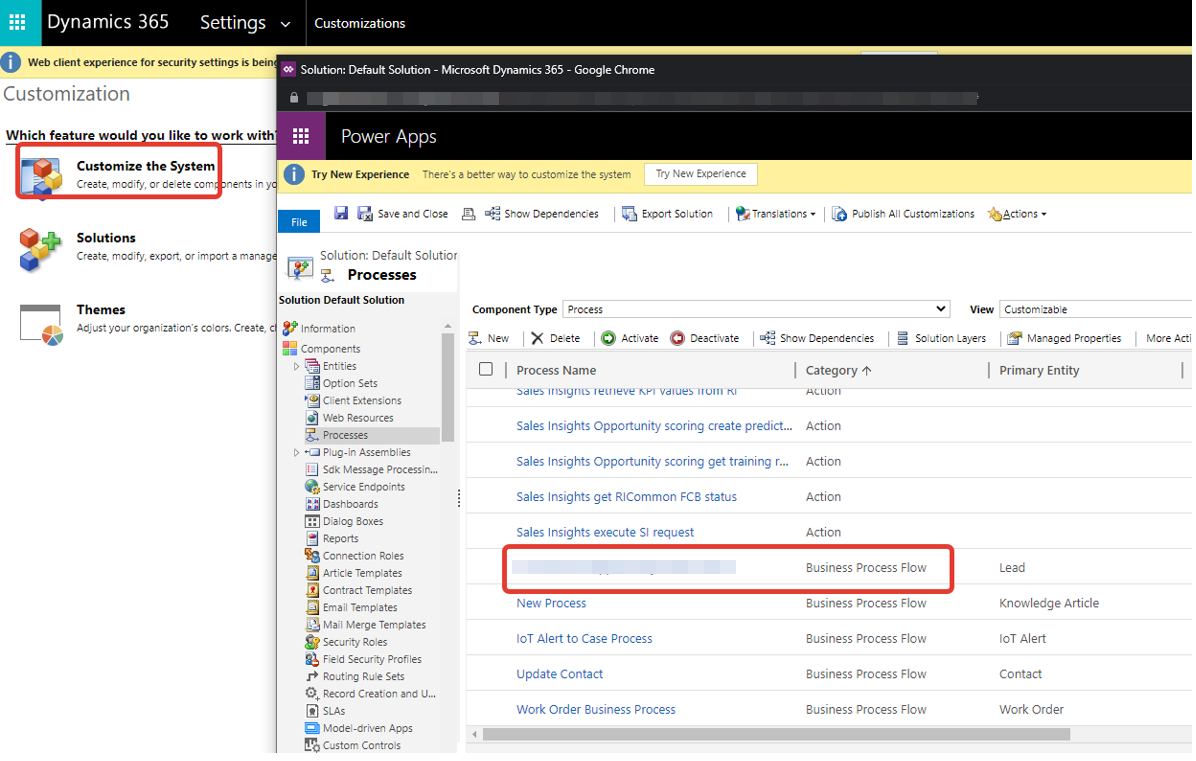 Dynamics 365 Settings Customizations
Web client experience for security settings is being
Customization
Which feature would you like to work with?
Customize the System
Create, modify, or delete components in yo
Solutions
Create, modify, export, or import a manage
Themes
Adjust your organization's colors. Create, c
Solution: Default Solution - Microsoft Dynamics 365 - Google Chrome
Power Apps
Try New Experience There's a better way to customize the system Try New Experience
File Save and Close Show Dependencies Export Solution Translations Publish All Customizations Actions
Solution: Default Solution
Processes
Solution Default Solution
Information
Components
Entities
Option Sets
Client Extensions
Web Resources
Processes
Plug-in Assemblies
Sdk Message Processin...
Service Endpoints
Dashboards
Dialog Boxes
Reports
Connection Roles
Article Templates
Contract Templates
Email Templates
Mail Merge Templates
Security Roles
Field Security Profiles
Routing Rule Sets
Record Creation and U...
SLAs
Model-driven Apps
Custom Controls
Component Type Process View Customizable
New Delete Activate Deactivate Show Dependencies Solution Layers Managed Properties More Acti
Process Name Category ↑ Primary Entity
Sales Insights retrieve KPI values from RI Action
Sales Insights Opportunity scoring create predict... Action
Sales Insights Opportunity scoring get training r... Action
Sales Insights get RICommon FCB status Action
Sales Insights execute SI request Action
Business Process Flow Lead
New Process Business Process Flow Knowledge Article
IoT Alert to Case Process Business Process Flow IoT Alert
Update Contact Business Process Flow Contact
Work Order Business Process Business Process Flow Work Order